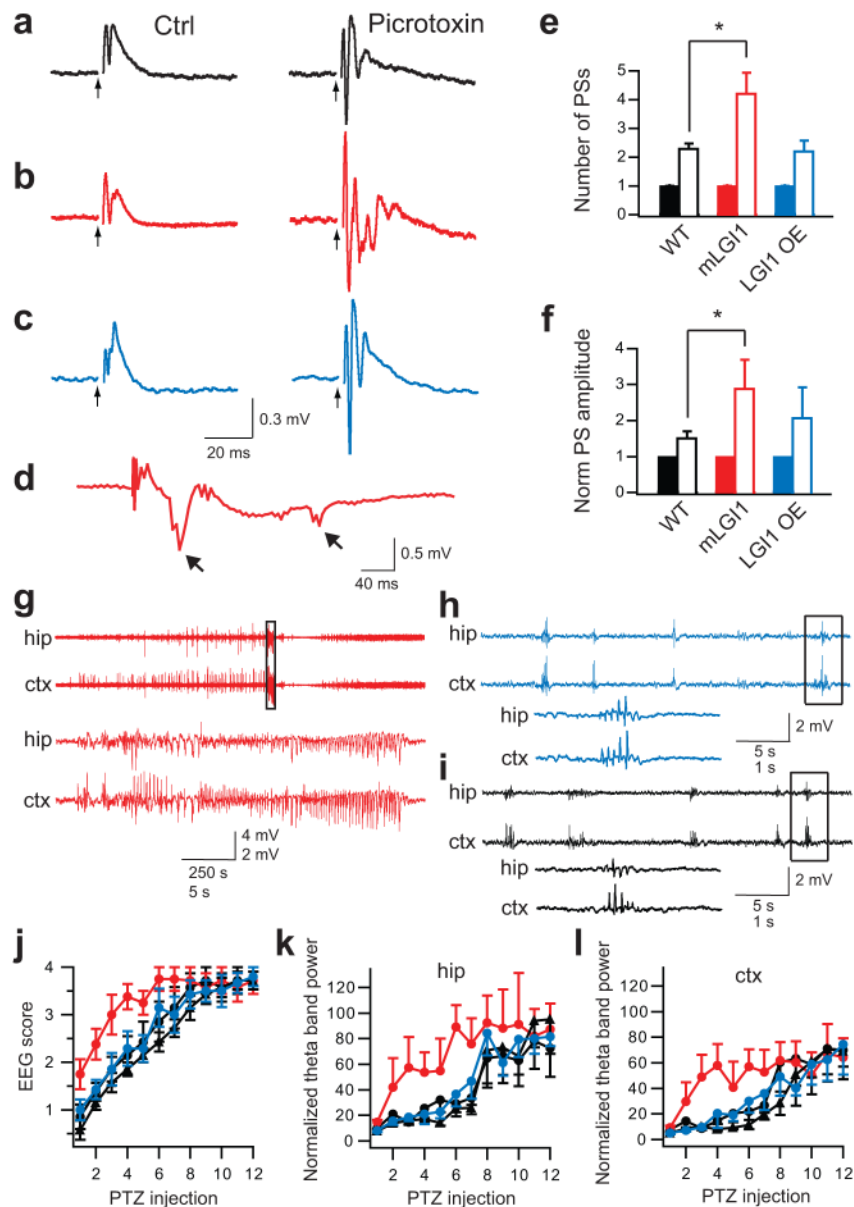 a
Ctrl
Picrotoxin
b
c
0.3 mV
20 ms
d
0.5 mV
40 ms
e
Number of PSs
5
4
3
2
1
0
*
WT
mLGI1
LGI1 OE
f
Norm PS amplitude
4
3
2
1
0
*
WT
mLGI1
LGI1 OE
g
hip
ctx
hip
ctx
4 mV
2 mV
250 s
5 s
h
hip
ctx
hip
ctx
2 mV
5 s
1 s
i
hip
ctx
hip
ctx
2 mV
5 s
1 s
j
EEG score
4
3
2
1
2 4 6 8 10 12
PTZ injection
k
hip
Normalized theta band power
120
100
80
60
40
20
0
2 4 6 8 10 12
PTZ injection
l
ctx
Normalized theta band power
120
100
80
60
40
20
0
2 4 6 8 10 12
PTZ injection